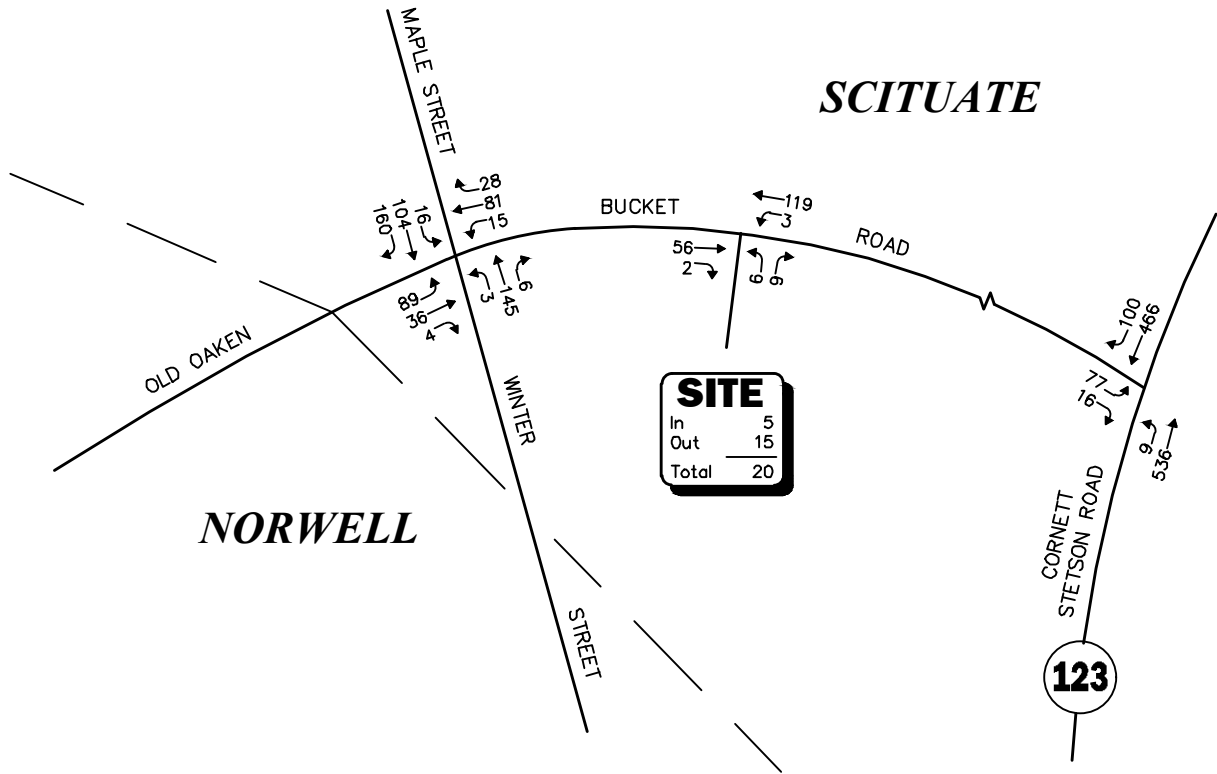 MAPLE STREET
SCITUATE
28
81
15
160
104
16
BUCKET
119
3
ROAD
56
2
6
9
89
36
4
3
145
6
100
466
77
16
9
536
OLD OAKEN
WINTER
STREET
SITE
In 5
Out 15
Total 20
NORWELL
CORNETT
STETSON ROAD
123